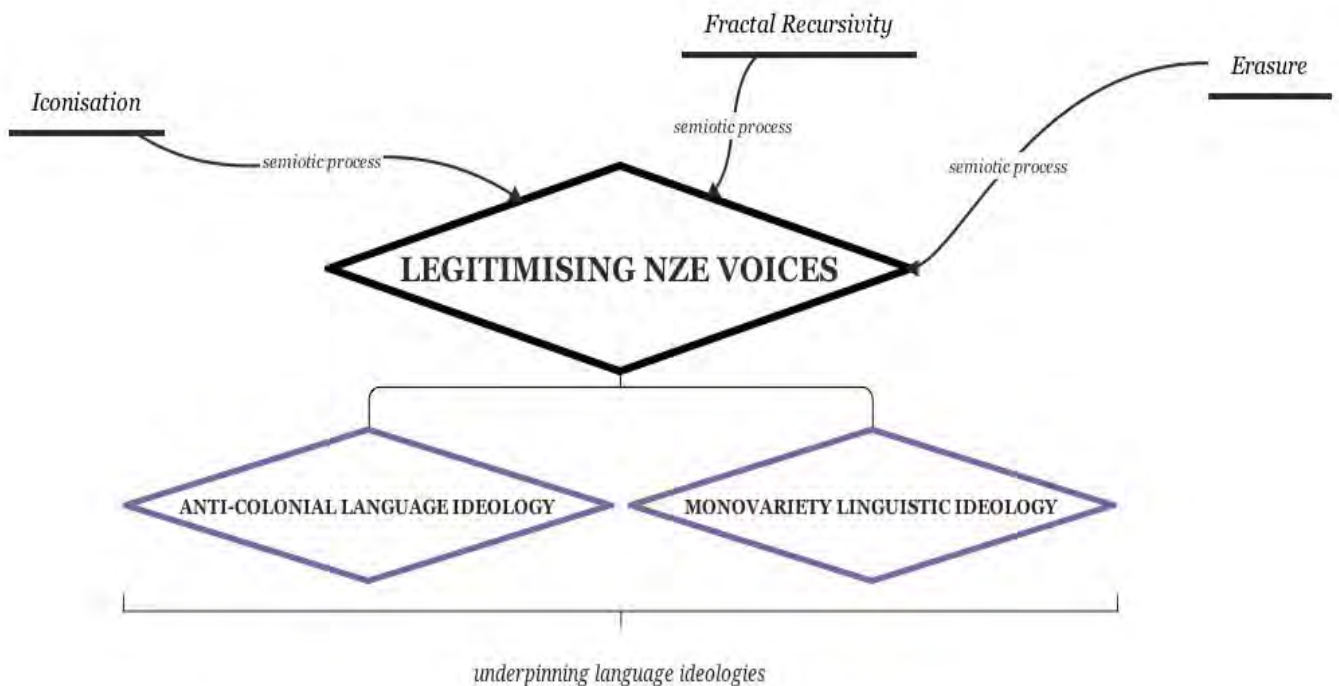 Fractal Recursivity
Erasure
Iconisation
semiotic process
semiotic process
semiotic process
LEGITIMISING NZE VOICES
ANTI-COLONIAL LANGUAGE IDEOLOGY
MONOVARIETY LINGUISTIC IDEOLOGY
underpinning language ideologies